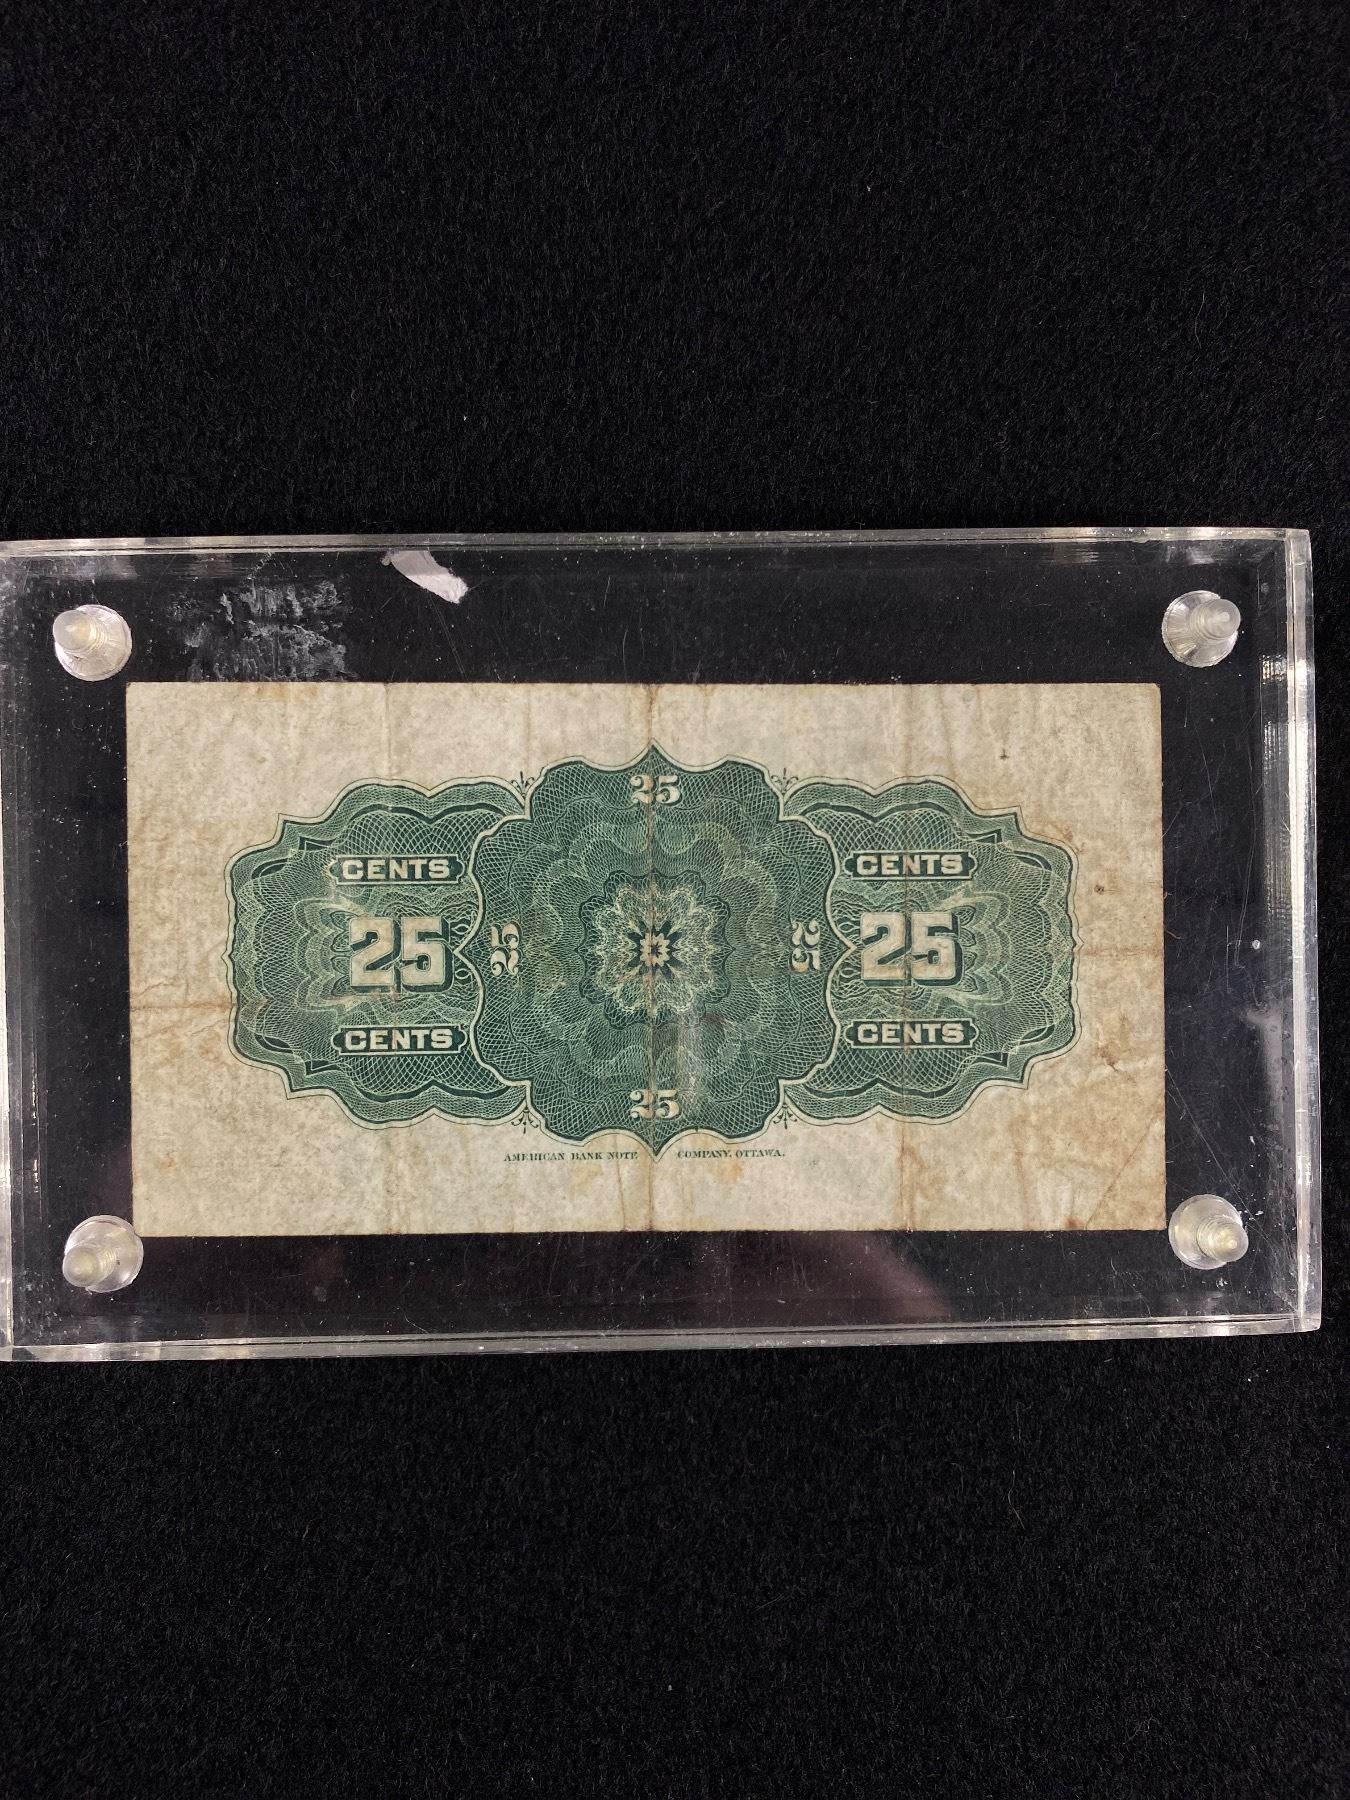 25
CENTS CENTS
25 25 25 25
CENTS CENTS
25
AMERICAN BANK NOTE COMPANY, OTTAWA.